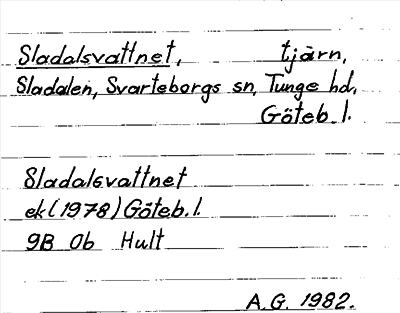 Sladalsvattnet, tjärn,
Sladalen, Svarteborgs sn, Tunge hd,
Göteb. l.
Sladalsvattnet
ek (1978) Göteb. l.
9B 0b Hult
A.G. 1982.